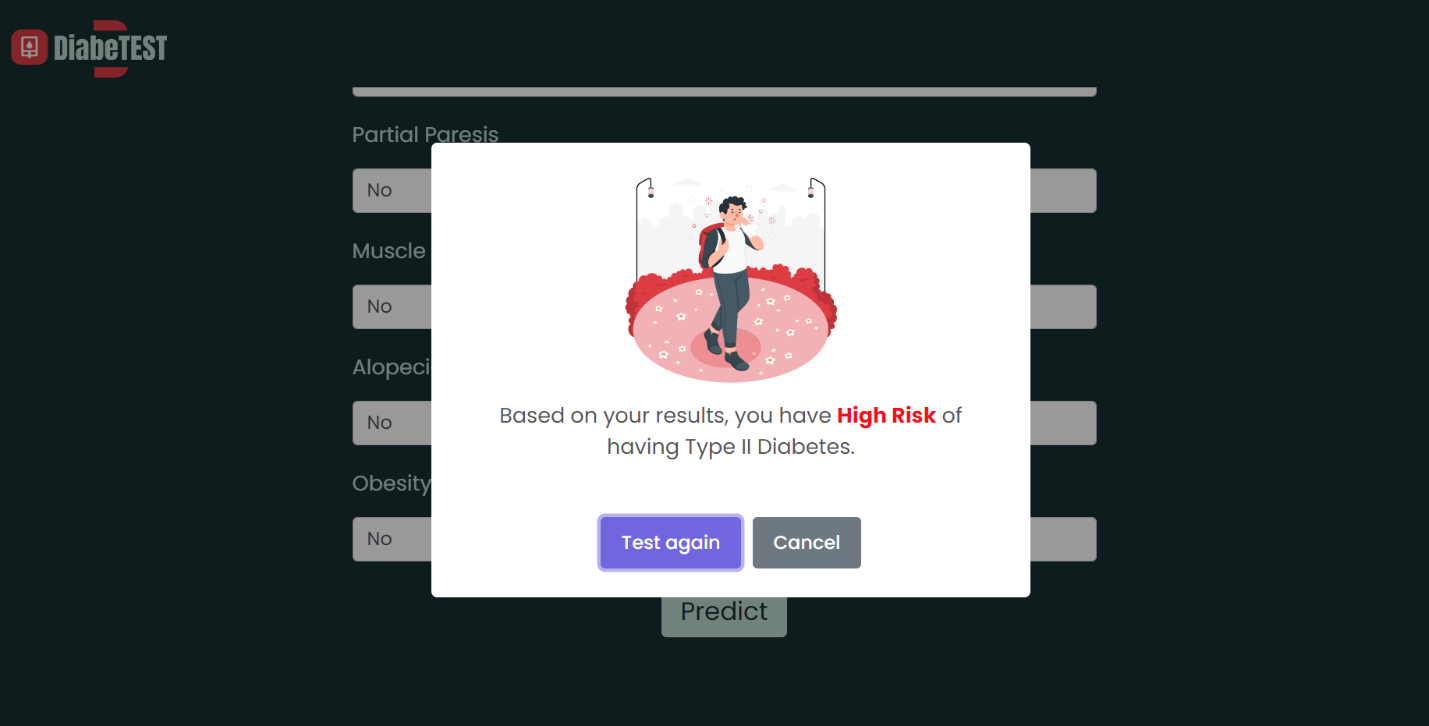 DiabeTEST
Partial Paresis
No
Muscle
No
No
Obesity
No
Based on your results, you have High Risk of
having Type II Diabetes.
Test again
Cancel
Predict